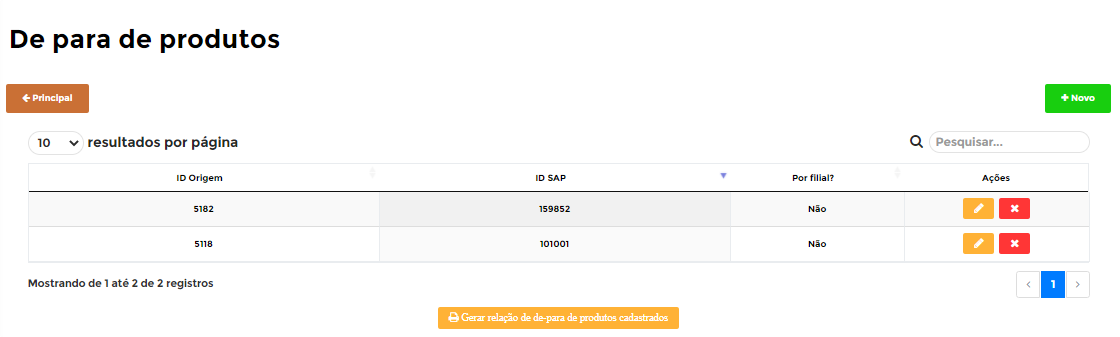 De para de produtos
Principal
Novo
10 resultados por página
Pesquisar...
ID Origem ID SAP Por filial? Ações
5182 159852 Não
5118 101001 Não
Mostrando de 1 até 2 de 2 registros
‹ 1 ›
Gerar relação de de-para de produtos cadastrados